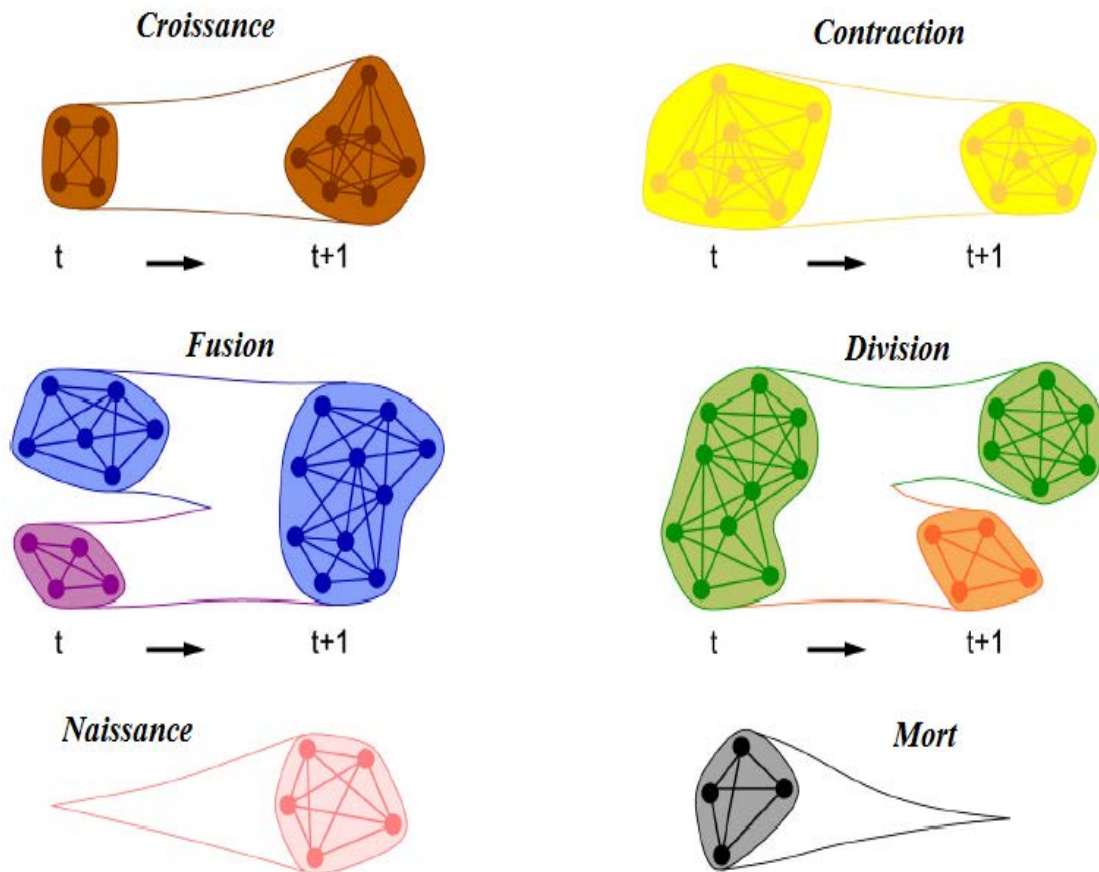 Croissance
Contraction
t
t+1
t
t+1
Fusion
Division
t
t+1
t
t+1
Naissance
Mort